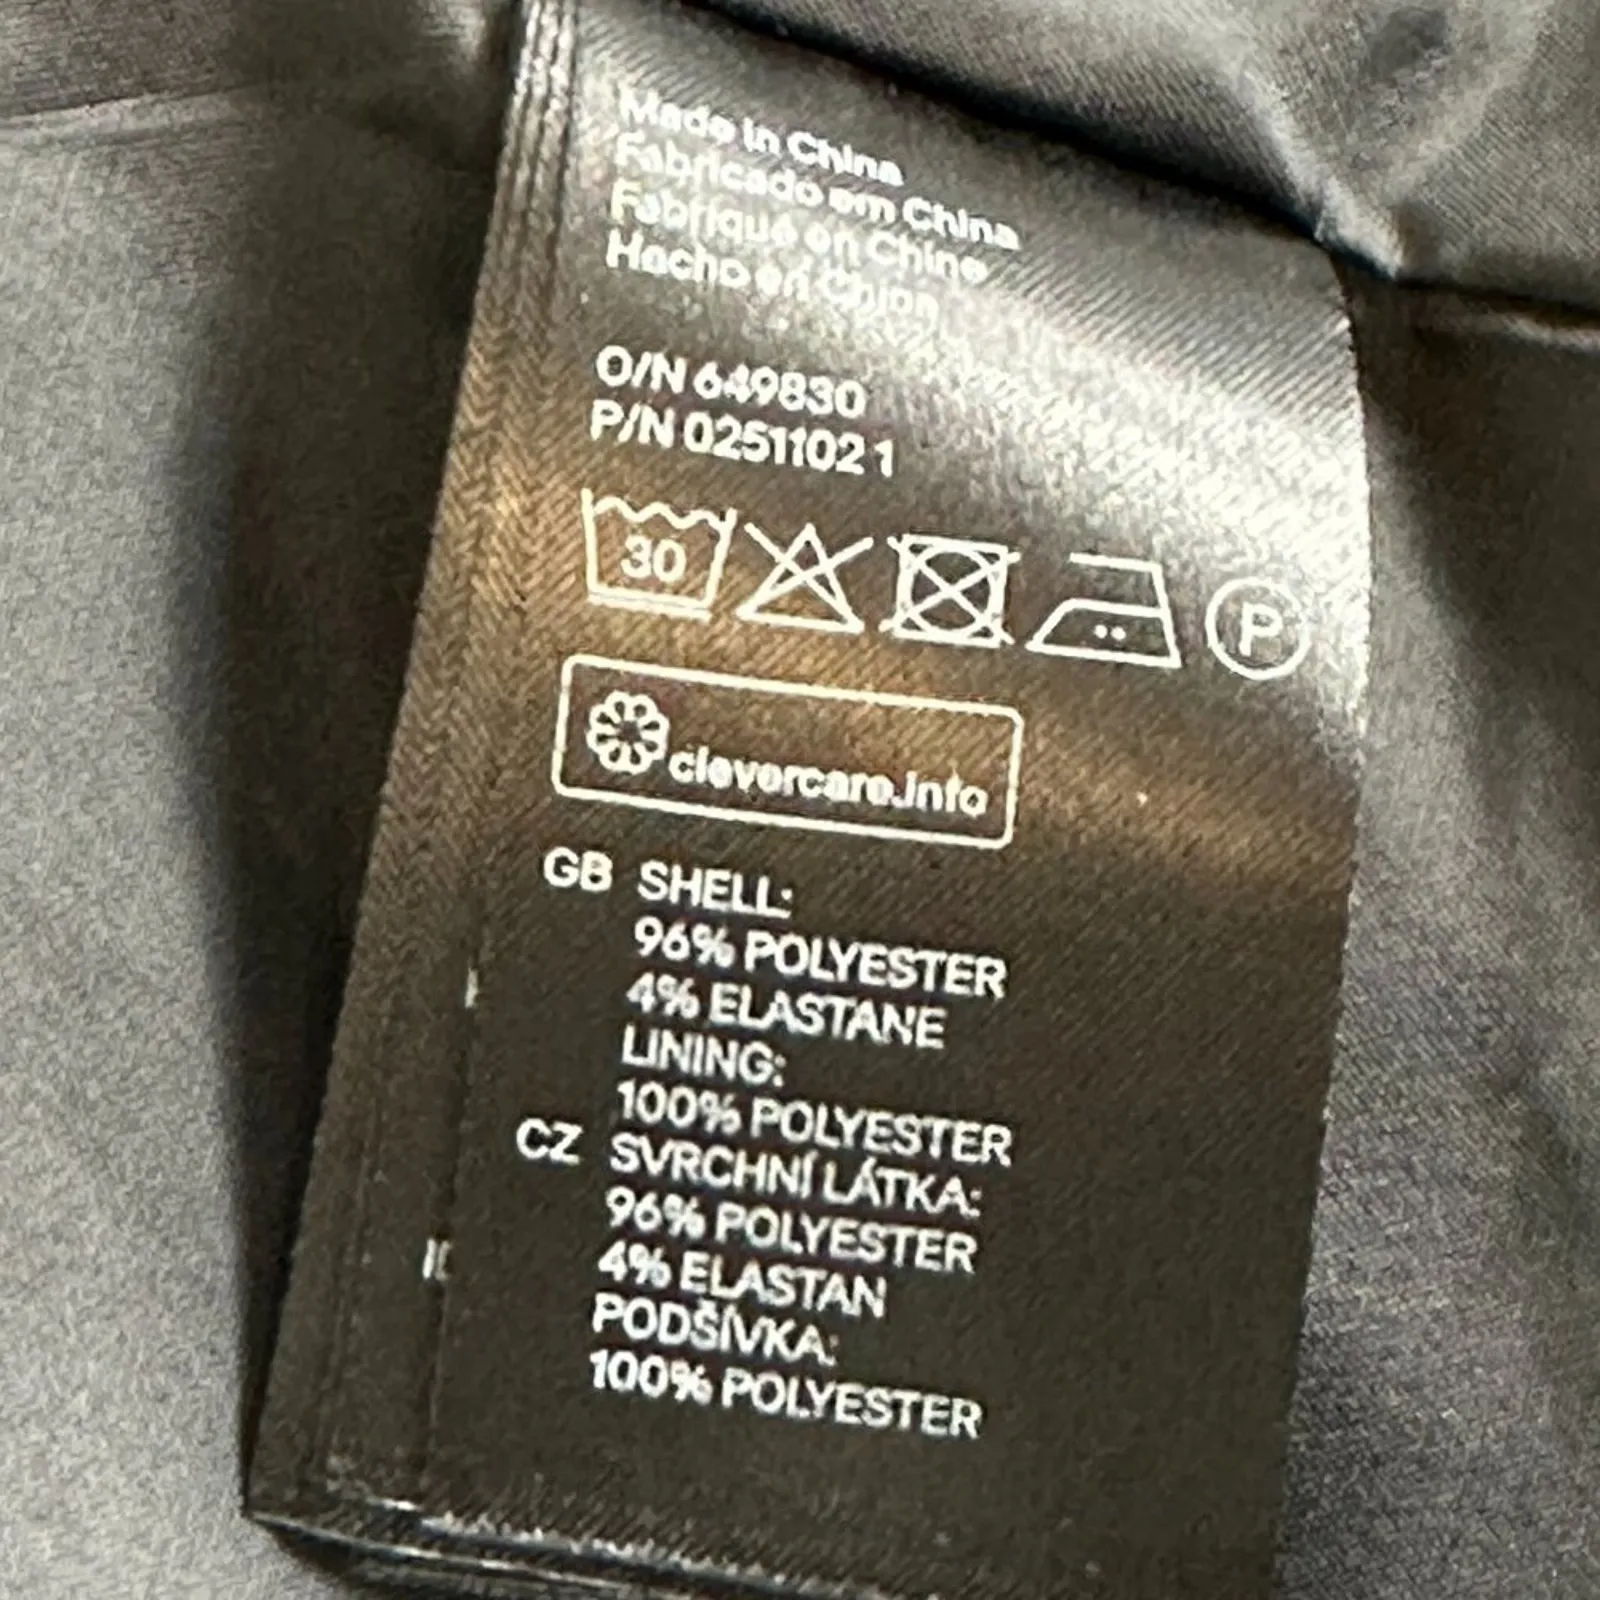 Made in China
Fabricado em China
Fabriqué en Chine
Hecho en China
O/N 649830
P/N 0251102 1
30
P
clevercare.info
GB SHELL:
96% POLYESTER
4% ELASTANE
LINING:
100% POLYESTER
CZ SVRCHNÍ LÁTKA:
96% POLYESTER
4% ELASTAN
PODŠÍVKA:
100% POLYESTER